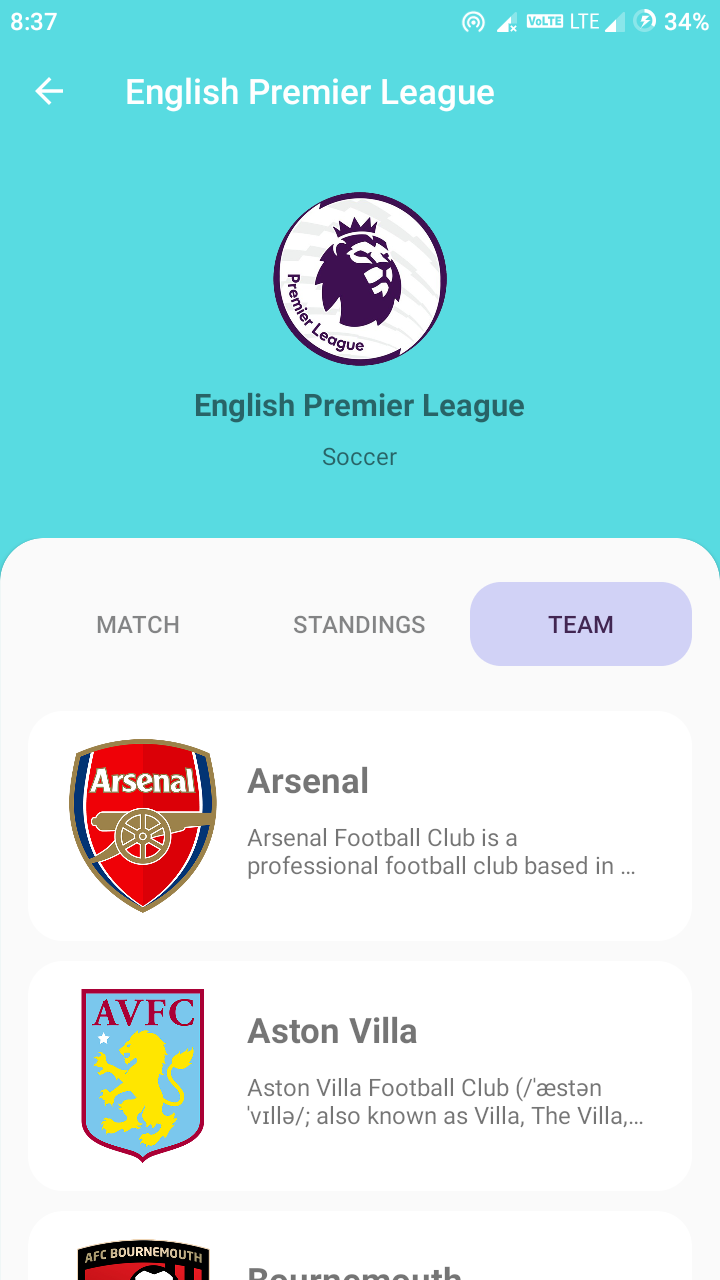 8:37
VoLTE LTE 34%
English Premier League
Premier League
English Premier League
Soccer
MATCH STANDINGS TEAM
Arsenal
Arsenal
Arsenal Football Club is a
professional football club based in ...
AVFC
Aston Villa
Aston Villa Football Club (/ˈæstən
ˈvɪlə/; also known as Villa, The Villa,...
AFC BOURNEMOUTH
Bournemouth